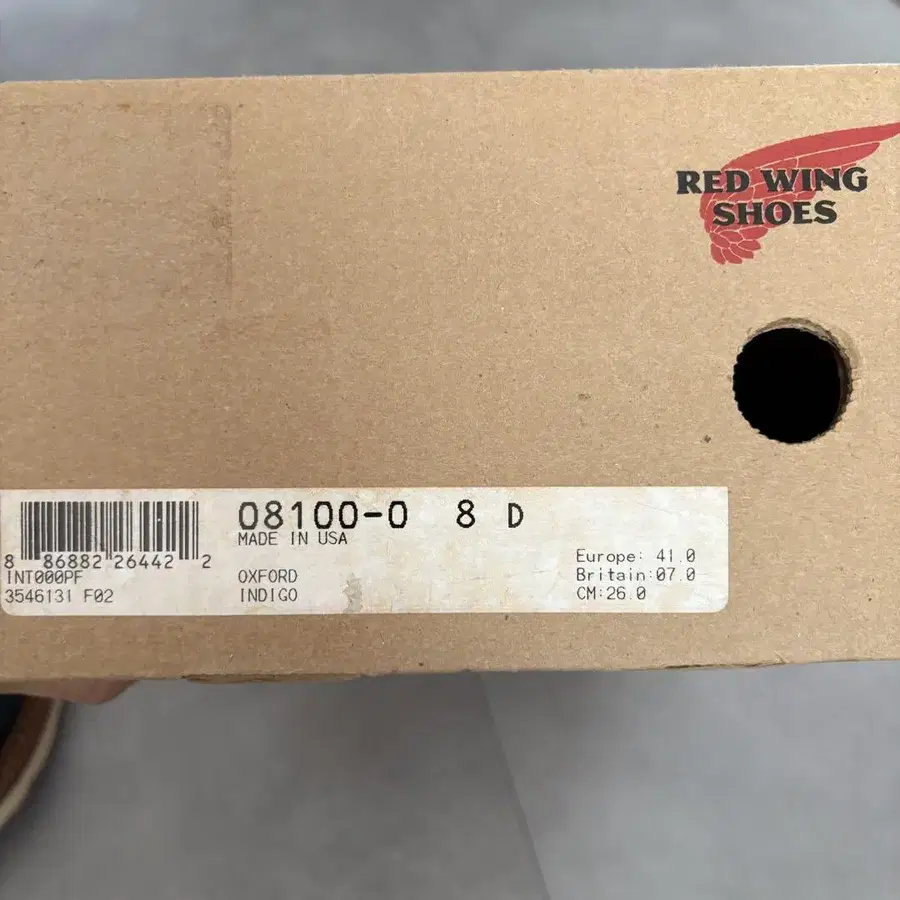 RED WING
SHOES
08100-0 8 D
MADE IN USA
8 86882 26442 2
INT000PF
3546131 F02
OXFORD
INDIGO
Europe: 41.0
Britain:07.0
CM:26.0